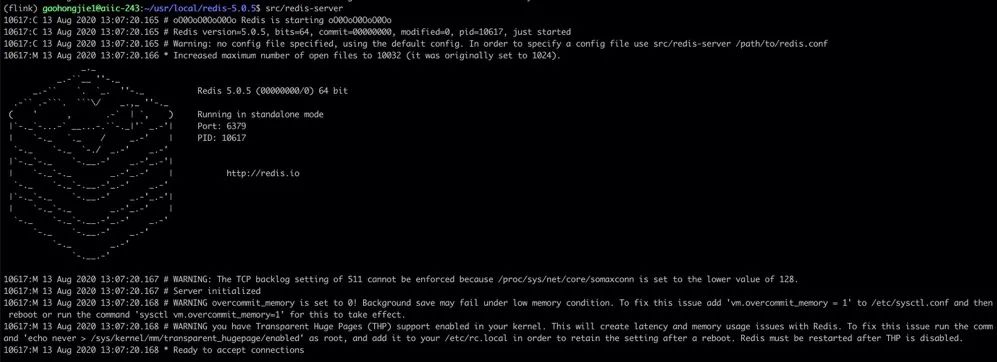 (flink) gaohongjie1@aiic-243:~/usr/local/redis-5.0.5$ src/redis-server
10617:C 13 Aug 2020 13:07:20.165 # oO0OoO0OoO0Oo Redis is starting oO0OoO0OoO0Oo
10617:C 13 Aug 2020 13:07:20.165 # Redis version=5.0.5, bits=64, commit=00000000, modified=0, pid=10617, just started
10617:C 13 Aug 2020 13:07:20.165 # Warning: no config file specified, using the default config. In order to specify a config file use src/redis-server /path/to/redis.conf
10617:M 13 Aug 2020 13:07:20.166 * Increased maximum number of open files to 10032 (it was originally set to 1024).
Redis 5.0.5 (00000000/0) 64 bit
Running in standalone mode
Port: 6379
PID: 10617
http://redis.io
10617:M 13 Aug 2020 13:07:20.167 # WARNING: The TCP backlog setting of 511 cannot be enforced because /proc/sys/net/core/somaxconn is set to the lower value of 128.
10617:M 13 Aug 2020 13:07:20.167 # Server initialized
10617:M 13 Aug 2020 13:07:20.168 # WARNING overcommit_memory is set to 0! Background save may fail under low memory condition. To fix this issue add 'vm.overcommit_memory = 1' to /etc/sysctl.conf and then
reboot or run the command 'sysctl vm.overcommit_memory=1' for this to take effect.
10617:M 13 Aug 2020 13:07:20.168 # WARNING you have Transparent Huge Pages (THP) support enabled in your kernel. This will create latency and memory usage issues with Redis. To fix this issue run the comm
and 'echo never > /sys/kernel/mm/transparent_hugepage/enabled' as root, and add it to your /etc/rc.local in order to retain the setting after a reboot. Redis must be restarted after THP is disabled.
10617:M 13 Aug 2020 13:07:20.168 * Ready to accept connections